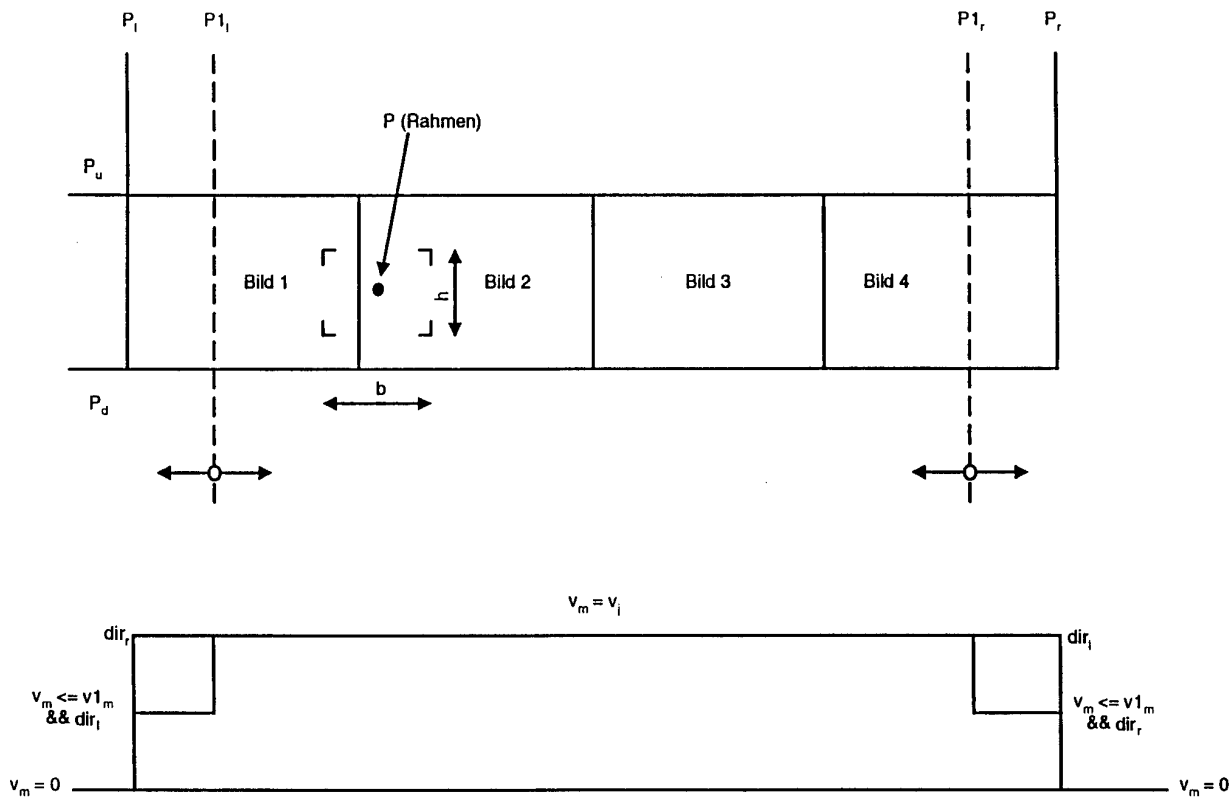 P_l P1_l P1_r P_r
P (Rahmen)
P_u
Bild 1 Bild 2 Bild 3 Bild 4
h
b
P_d
v_m = v_j
dir_r dir_l
v_m <= v1_m
&& dir_l
v_m <= v1_m
&& dir_r
v_m = 0 v_m = 0